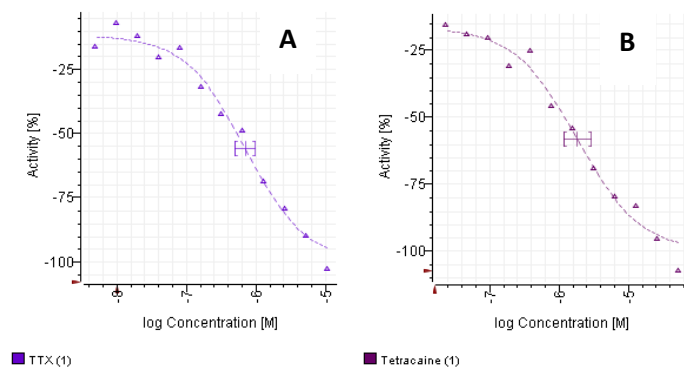 A
B
-25
-50
-75
-100
Activity [%]
-8
-7
-6
-5
log Concentration [M]
-25
-50
-75
-100
Activity [%]
-7
-6
-5
log Concentration [M]
TTX (1)
Tetracaine (1)